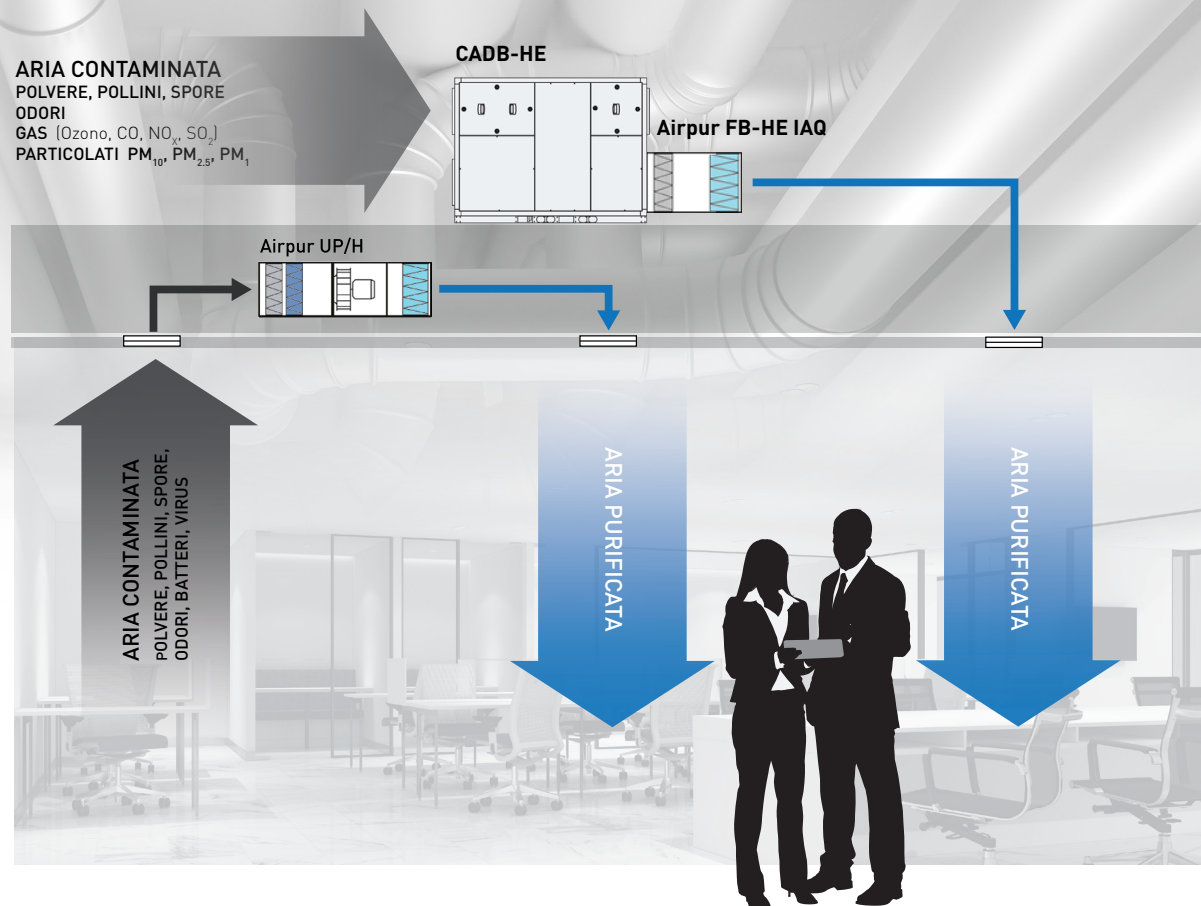 ARIA CONTAMINATA
POLVERE, POLLINI, SPORE
ODORI
GAS (Ozono, CO, NOₓ, SO₂)
PARTICOLATI PM₁₀, PM₂.₅, PM₁
CADB-HE
Airpur FB-HE IAQ
Airpur UP/H
ARIA CONTAMINATA
POLVERE, POLLINI, SPORE,
ODORI, BATTERI, VIRUS
ARIA PURIFICATA
ARIA PURIFICATA